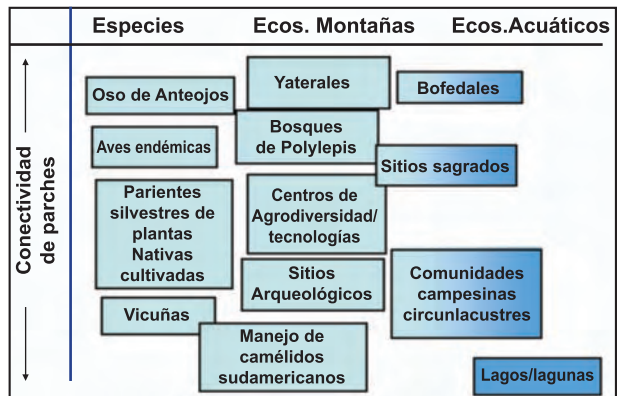 Especies
Ecos. Montañas
Ecos.Acuáticos
Conectividad
de parches
Oso de Anteojos
Yaterales
Bofedales
Aves endémicas
Bosques
de Polylepis
Sitios sagrados
Parientes
silvestres de
plantas
Nativas
cultivadas
Centros de
Agrodiversidad/
tecnologías
Sitios
Arqueológicos
Comunidades
campesinas
circunlacustres
Vicuñas
Manejo de
camélidos
sudamericanos
Lagos/lagunas